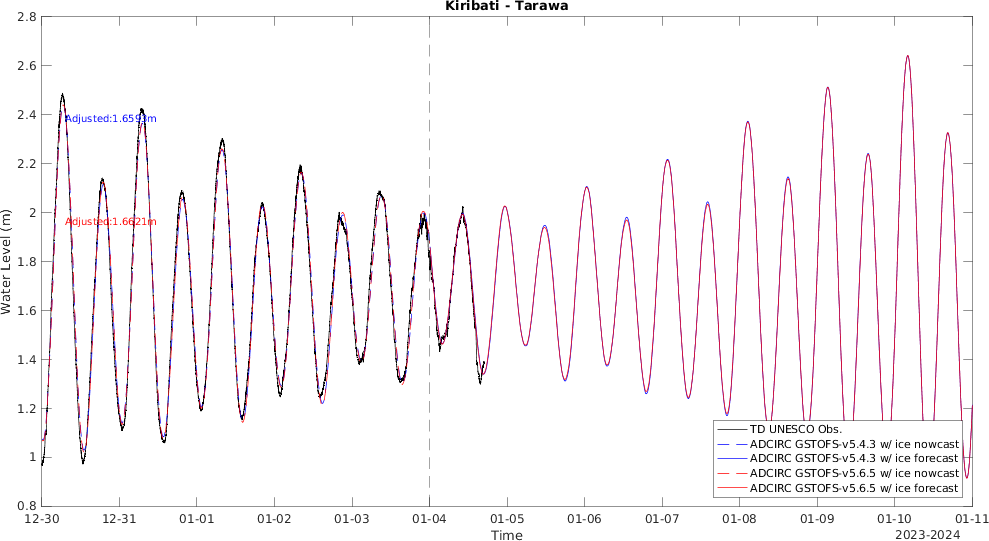 Kiribati - Tarawa
2.8
2.6
2.4
2.2
2
1.8
1.6
1.4
1.2
1
0.8
Water Level (m)
Adjusted:1.6593m
Adjusted:1.6621m
TD UNESCO Obs.
ADCIRC GSTOFS-v5.4.3 w/ ice nowcast
ADCIRC GSTOFS-v5.4.3 w/ ice forecast
ADCIRC GSTOFS-v5.6.5 w/ ice nowcast
ADCIRC GSTOFS-v5.6.5 w/ ice forecast
12-30 12-31 01-01 01-02 01-03 01-04 01-05 01-06 01-07 01-08 01-09 01-10 01-11
Time
2023-2024